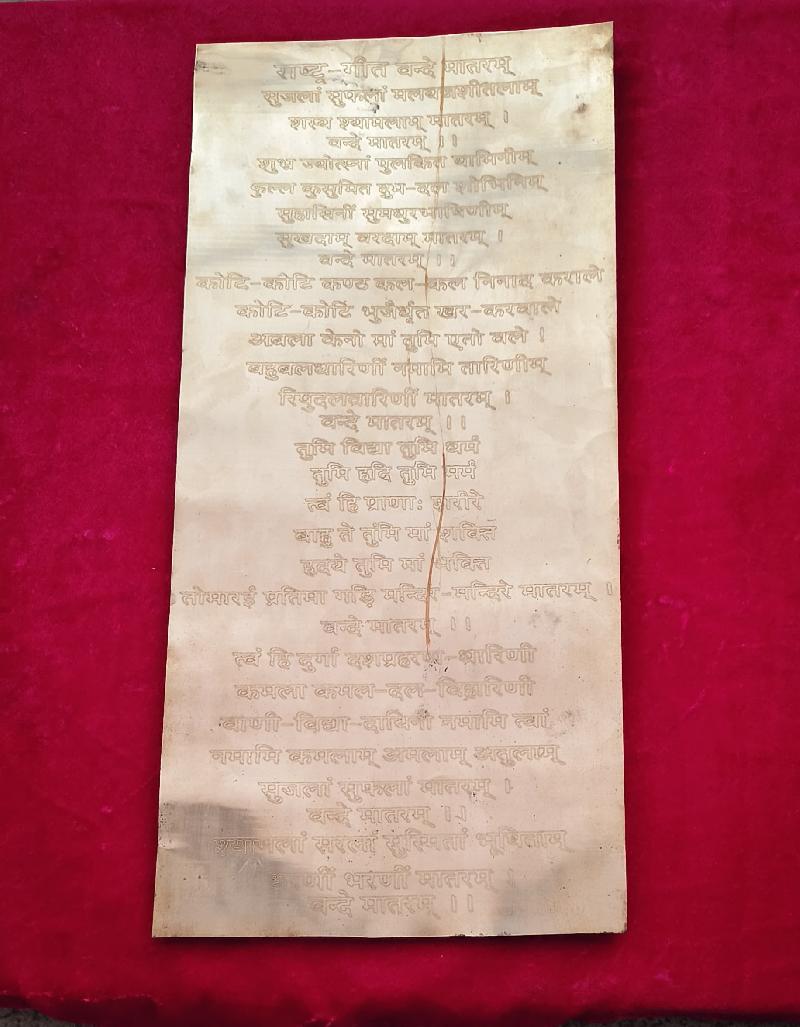 राष्ट्र-गीत वन्दे मातरम्
सुजलां सुफलां मलयजशीतलाम्
शस्य श्यामलाम् मातरम् ।
वन्दे मातरम् ।।
शुभ्र ज्योत्स्नां पुलकित यामिनीम्
फुल्ल कुसुमित द्रुम-दल शोभिनिम्
सुहासिनीं सुमधुरभाषिणीम्
सुखदाम् वरदाम् मातरम् ।
वन्दे मातरम् ।।
कोटि-कोटि कण्ठ कल-कल निनाद कराले
कोटि-कोटि भुजैर्धृत खर-करवाले
अबला केनो मां तुमि एतो बले !
बहुबलधारिणीं नमामि तारिणीम्
रिपुदलवारिणीं मातरम् ।
वन्दे मातरम् ।।
तुमि विद्या तुमि धर्म
तुमि हृदि तुमि मर्म
त्वं हि प्राणाः शरीरे
बाहु ते तुमि मां शक्ति
हृदये तुमि मां भक्ति
तोमारई प्रतिमा गड़ि मन्दिर-मन्दिरे मातरम् ।
वन्दे मातरम् ।।
त्वं हि दुर्गा दशप्रहरण-धारिणी
कमला कमल-दल-विहारिणी
वाणी-विद्या-दायिनी नमामि त्वां
नमामि कमलाम् अमलाम् अतुलाम्
सुजलां सुफलां मातरम् ।
वन्दे मातरम् ।।
श्यामलां सरलां सुस्मितां भूषिताम्
भरणीं मातरम् ।
वन्दे मातरम् ।।